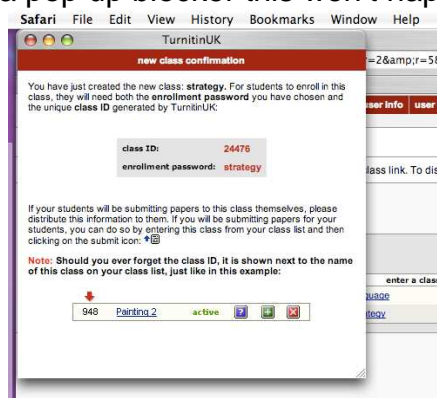 a pop-up blocker this won't hap
Safari File Edit View History Bookmarks Window Help
TurnitinUK
new class confirmation
=2&amp;r=58
user info user
You have just created the new class: strategy. For students to enroll in this
class, they will need both the enrollment password you have chosen and
the unique class ID generated by TurnitinUK:
class ID: 24476
enrollment password: strategy
lass link. To dis
If your students will be submitting papers to this class themselves, please
distribute this information to them. If you will be submitting papers for your
students, you can do so by entering this class from your class list and then
clicking on the submit icon:
Note: Should you ever forget the class ID, it is shown next to the name
of this class on your class list, just like in this example:
enter a clas
guage
tegy
948 Painting 2 active ?